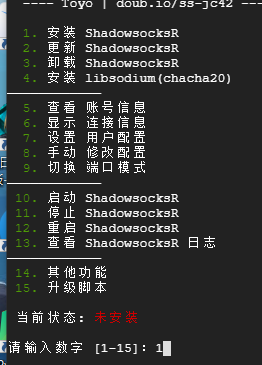 ---- Toyo | doub.io/ss-jc42 ----
1. 安装 ShadowsocksR
2. 更新 ShadowsocksR
3. 卸载 ShadowsocksR
4. 安装 libsodium(chacha20)
5. 查看 账号信息
6. 显示 连接信息
7. 设置 用户配置
8. 手动 修改配置
9. 切换 端口模式
10. 启动 ShadowsocksR
11. 停止 ShadowsocksR
12. 重启 ShadowsocksR
13. 查看 ShadowsocksR 日志
14. 其他功能
15. 升级脚本
当前状态: 未安装
请输入数字 [1-15]: 1